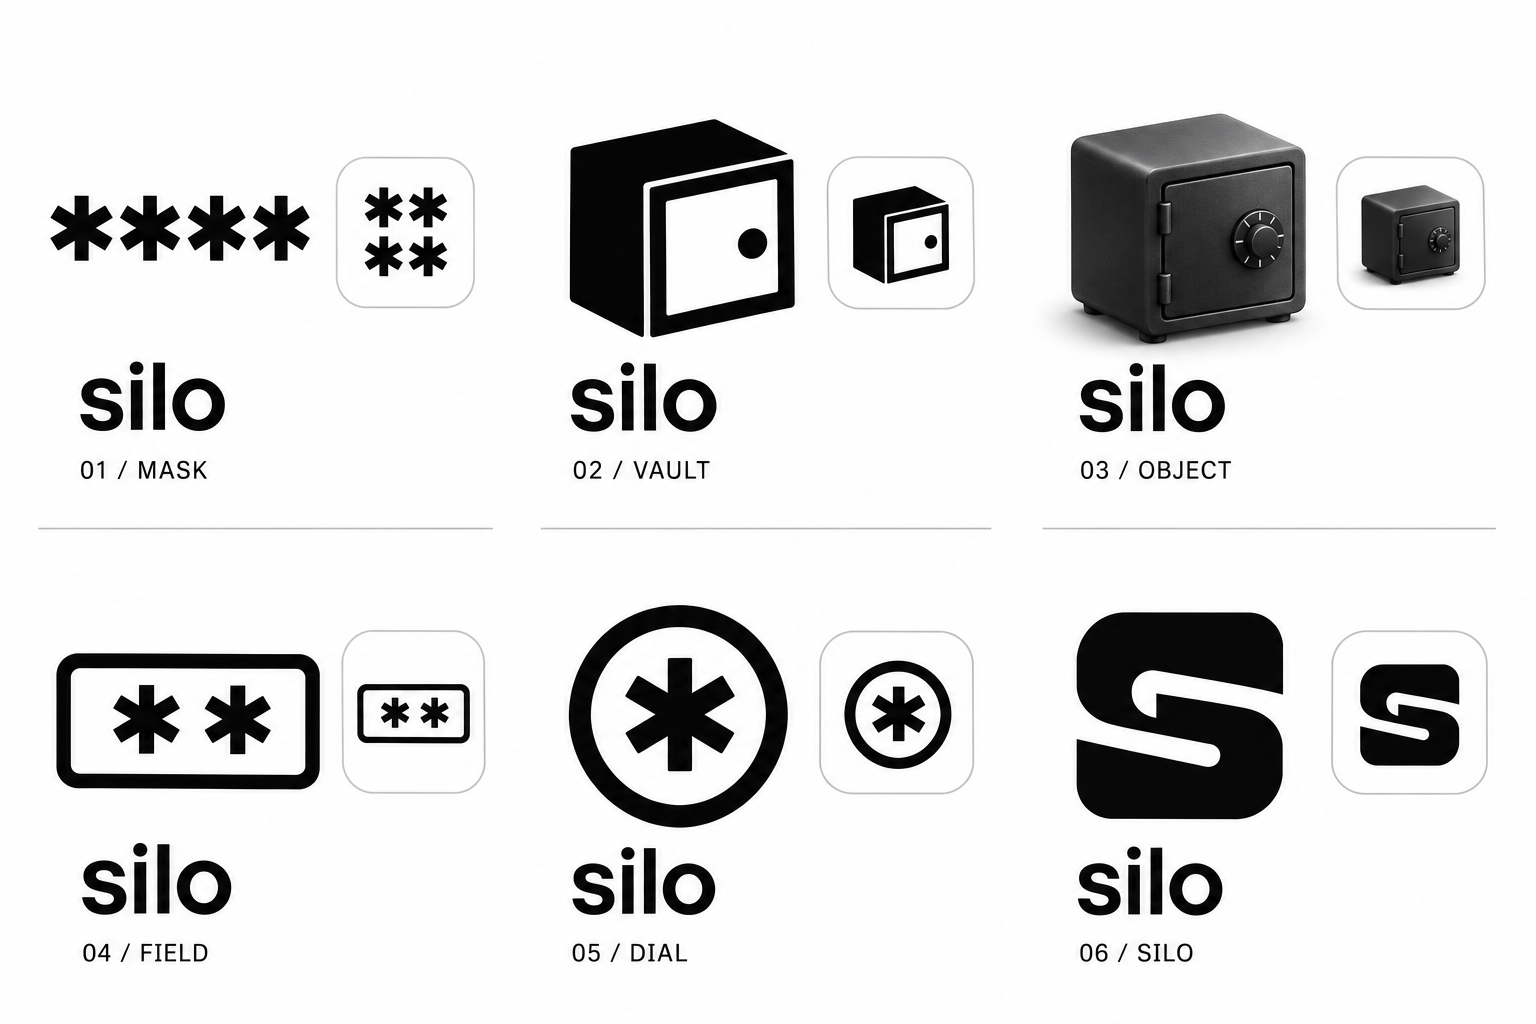 ****
**
**
silo
01 / MASK
silo
02 / VAULT
silo
03 / OBJECT
**
**
silo
04 / FIELD
*
*
silo
05 / DIAL
S
S
silo
06 / SILO